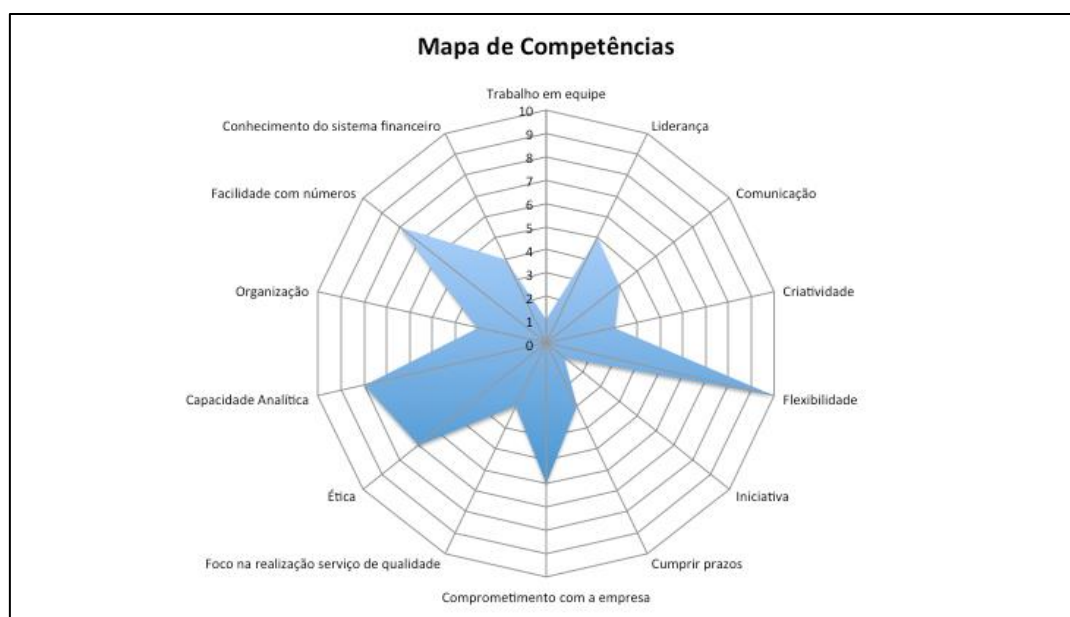 Mapa de Competências
Trabalho em equipe
Liderança
Comunicação
Criatividade
Flexibilidade
Iniciativa
Cumprir prazos
Comprometimento com a empresa
Foco na realização serviço de qualidade
Ética
Capacidade Analítica
Organização
Facilidade com números
Conhecimento do sistema financeiro
10
9
8
7
6
5
4
3
2
1
0